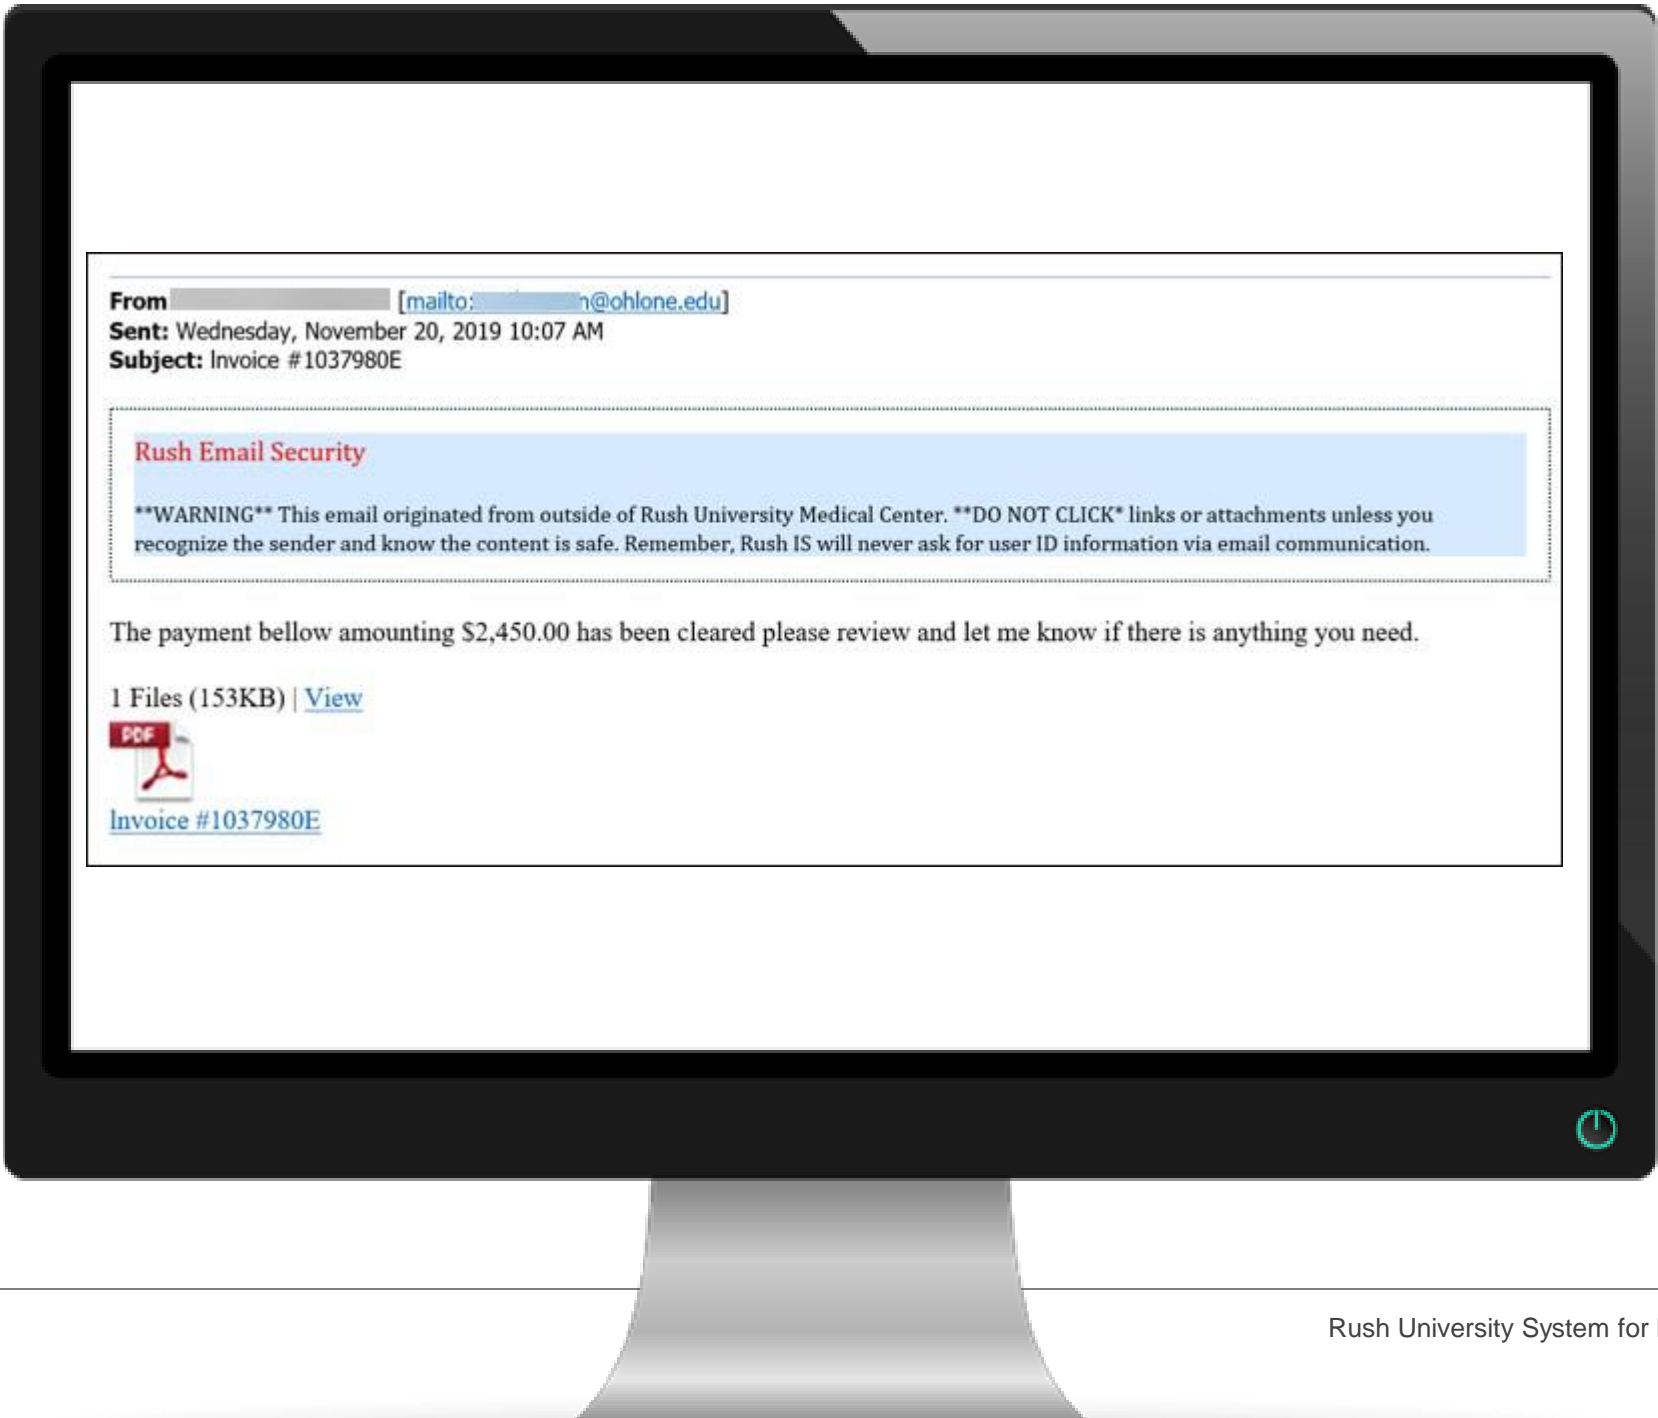 From [mailto: n@ohlone.edu]
Sent: Wednesday, November 20, 2019 10:07 AM
Subject: Invoice #1037980E
Rush Email Security
**WARNING** This email originated from outside of Rush University Medical Center. **DO NOT CLICK* links or attachments unless you
recognize the sender and know the content is safe. Remember, Rush IS will never ask for user ID information via email communication.
The payment bellow amounting $2,450.00 has been cleared please review and let me know if there is anything you need.
1 Files (153KB) | View
PDF
Invoice #1037980E
Rush University System for